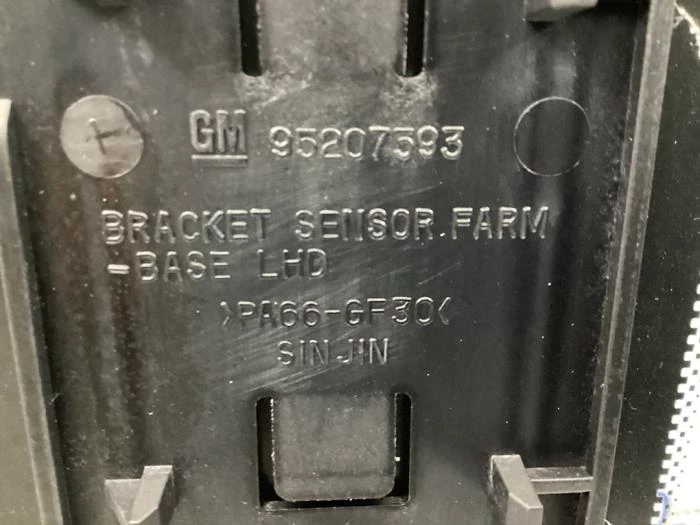 GM 95207393
BRACKET SENSOR.FARM
-BASE LHD
>PA66-GF30<
SINJIN